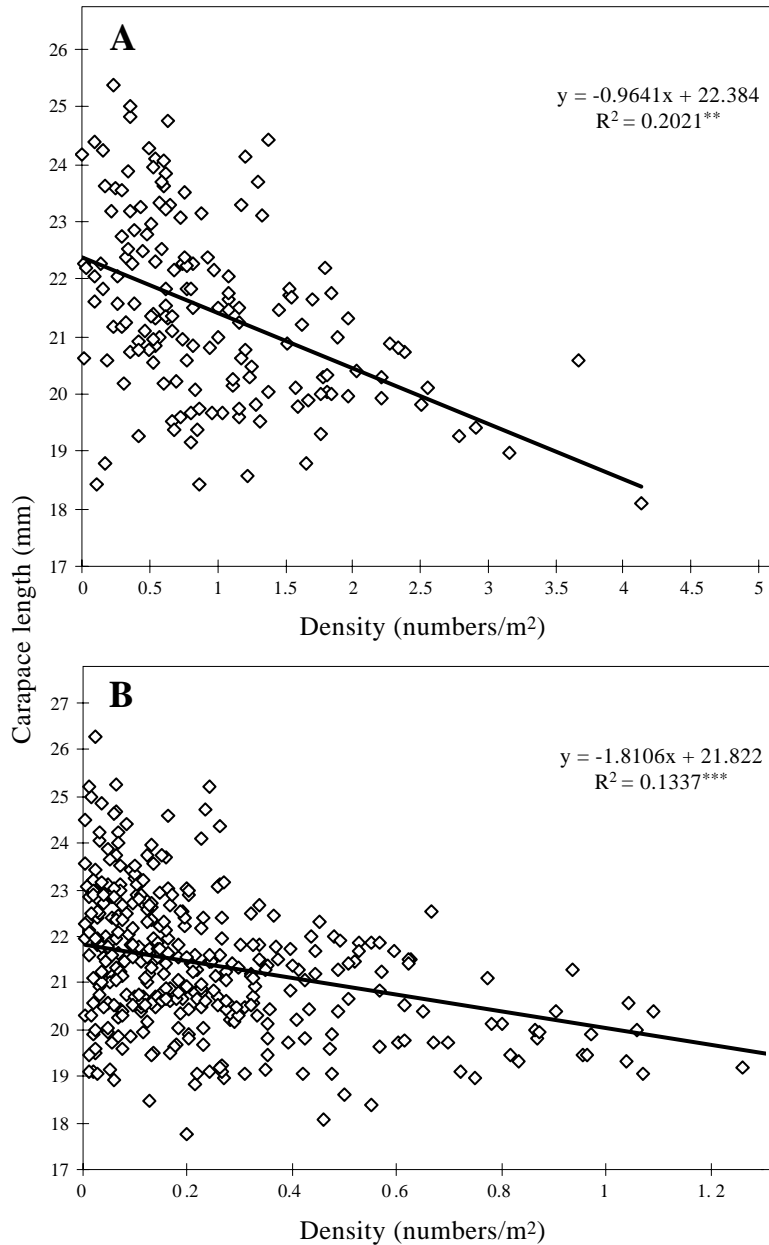 A
y = -0.9641x + 22.384
R² = 0.2021**
26
25
24
23
22
21
20
19
18
17
0 0.5 1 1.5 2 2.5 3 3.5 4 4.5 5
Density (numbers/m²)
Carapace length (mm)
B
y = -1.8106x + 21.822
R² = 0.1337***
27
26
25
24
23
22
21
20
19
18
17
0 0.2 0.4 0.6 0.8 1 1.2
Density (numbers/m²)